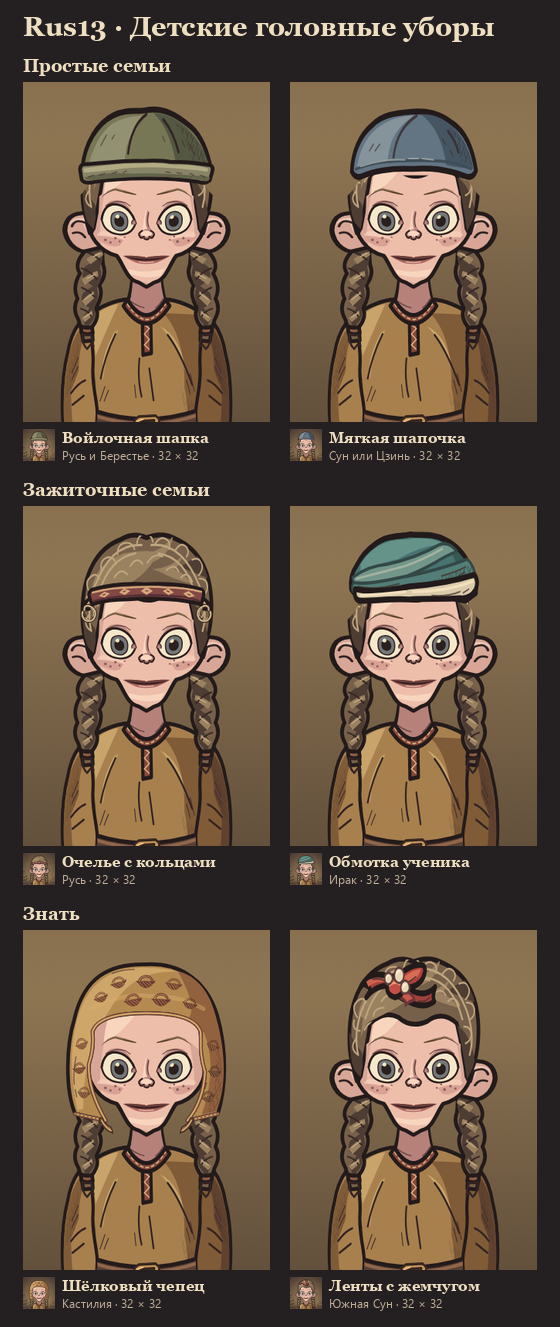 Rus13 · Детские головные уборы
Простые семьи
Войлочная шапка
Русь и Берестье · 32 × 32
Мягкая шапочка
Сун или Цзинь · 32 × 32
Зажиточные семьи
Очелье с кольцами
Русь · 32 × 32
Обмотка ученика
Ирак · 32 × 32
Знать
Шёлковый чепец
Кастилия · 32 × 32
Ленты с жемчугом
Южная Сун · 32 × 32